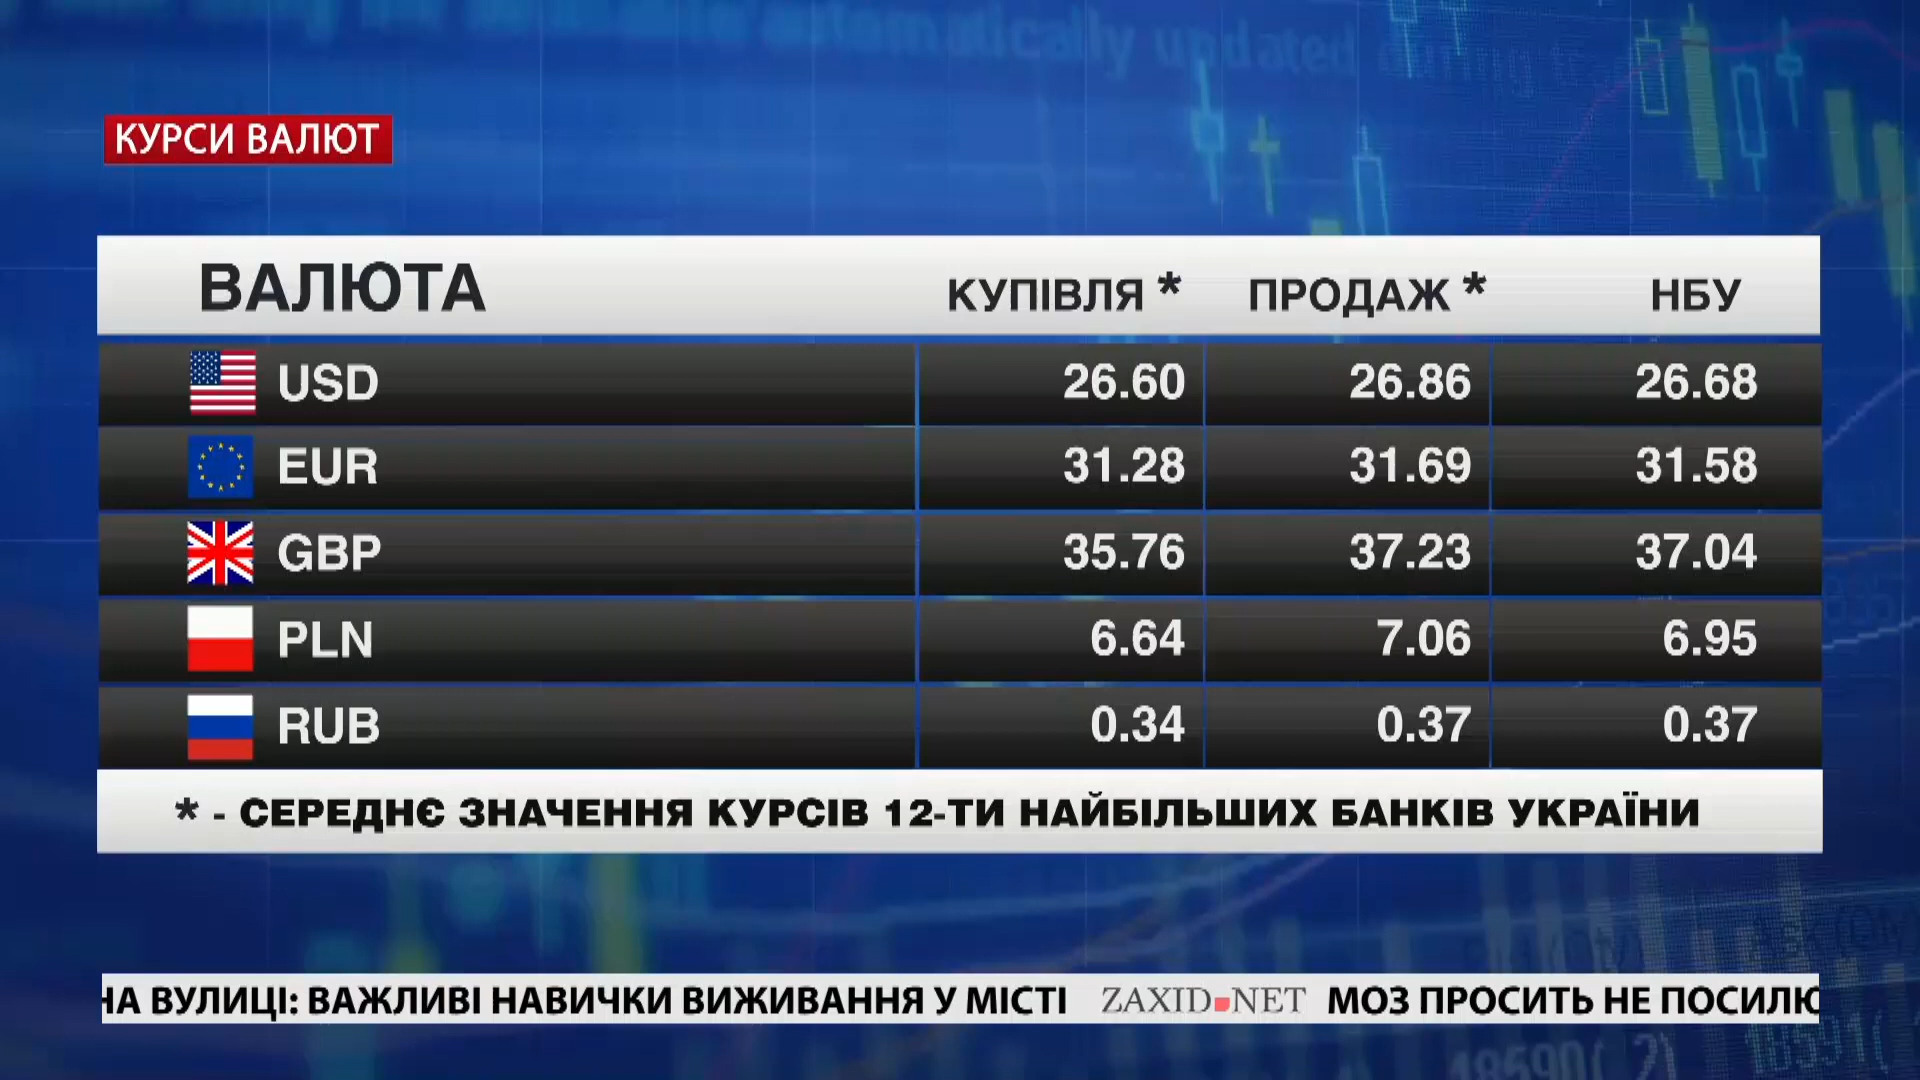 automatically updated during
КУРСИ ВАЛЮТ
ВАЛЮТА КУПІВЛЯ * ПРОДАЖ * НБУ
USD 26.60 26.86 26.68
EUR 31.28 31.69 31.58
GBP 35.76 37.23 37.04
PLN 6.64 7.06 6.95
RUB 0.34 0.37 0.37
* - СЕРЕДНЄ ЗНАЧЕННЯ КУРСІВ 12-ТИ НАЙБІЛЬШИХ БАНКІВ УКРАЇНИ
НА ВУЛИЦІ: ВАЖЛИВІ НАВИЧКИ ВИЖИВАННЯ У МІСТІ ZAXID.NET МОЗ ПРОСИТЬ НЕ ПОСИЛЮ